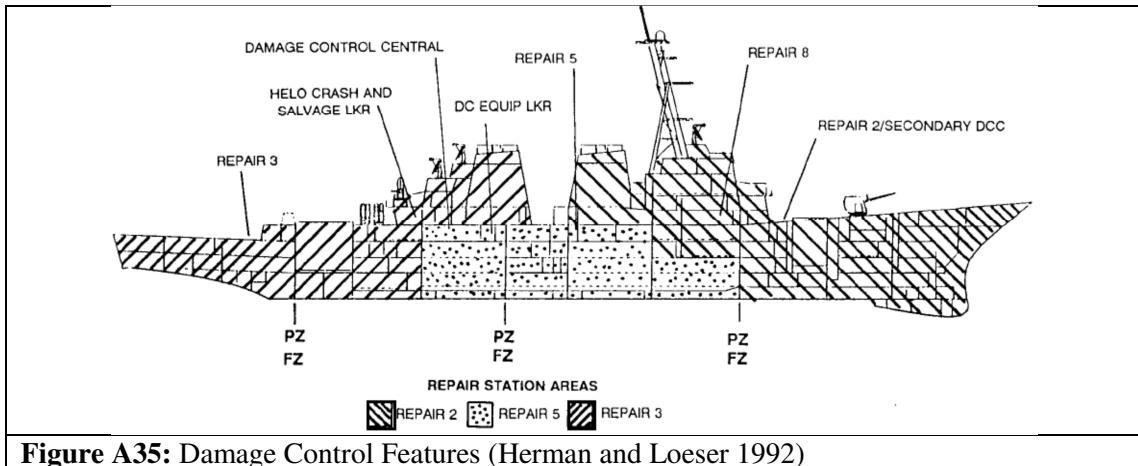 DAMAGE CONTROL CENTRAL
REPAIR 5
REPAIR 8
HELO CRASH AND
SALVAGE LKR
DC EQUIP LKR
REPAIR 2/SECONDARY DCC
REPAIR 3
PZ
FZ
PZ
FZ
PZ
FZ
REPAIR STATION AREAS
REPAIR 2 REPAIR 5 REPAIR 3
Figure A35: Damage Control Features (Herman and Loeser 1992)